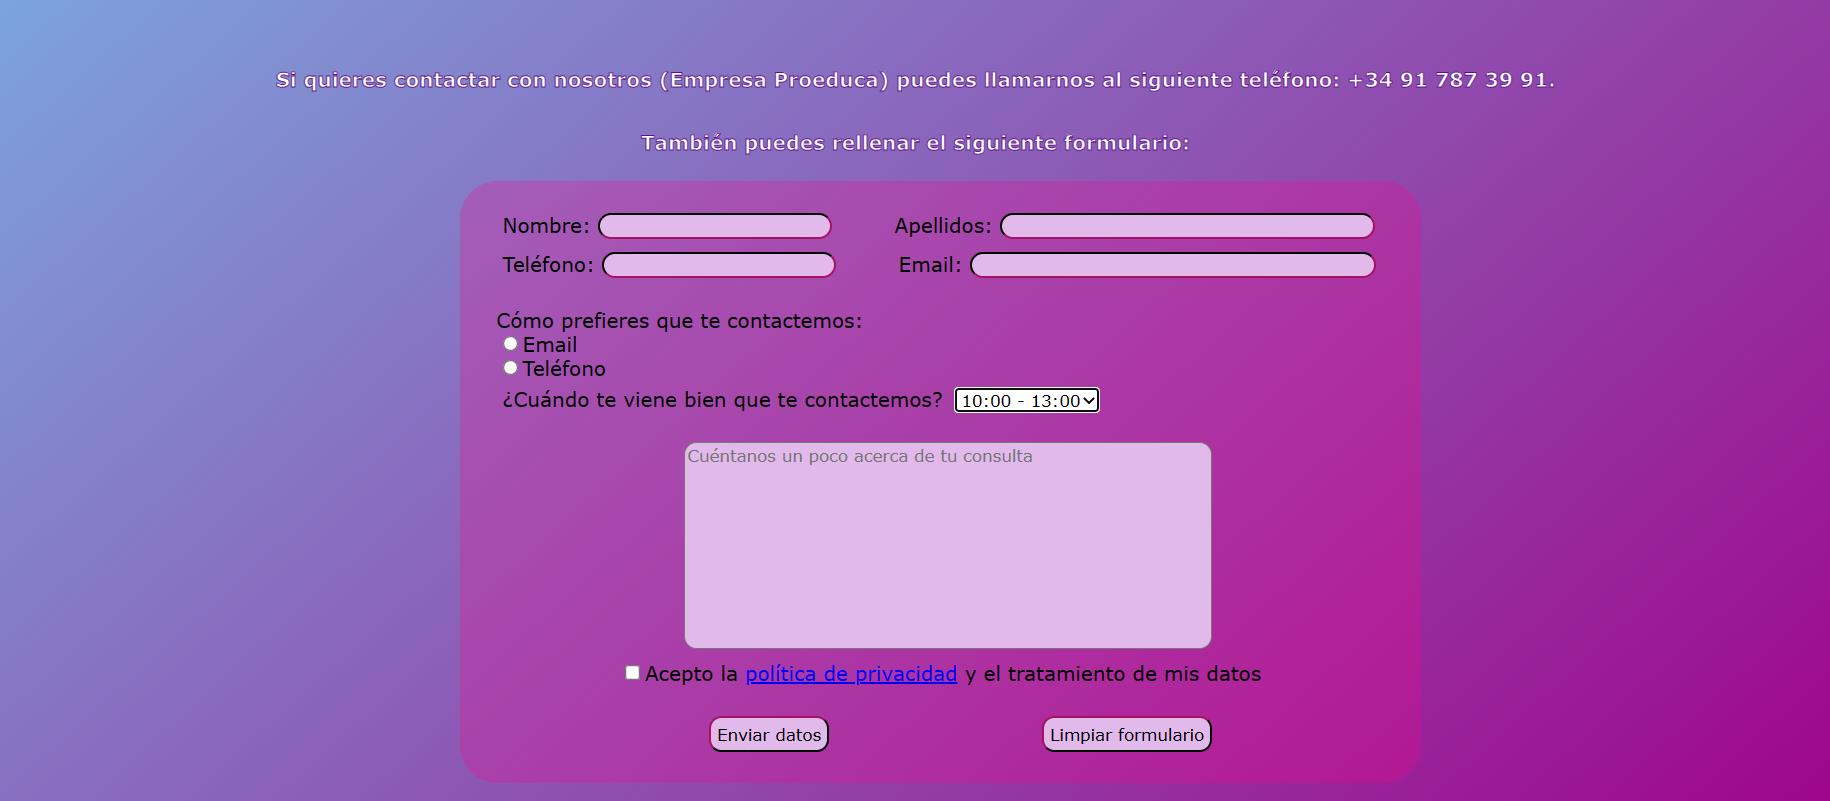 Si quieres contactar con nosotros (Empresa Proeduca) puedes llamarnos al siguiente teléfono: +34 91 787 39 91.
También puedes rellenar el siguiente formulario:
Nombre: Apellidos:
Teléfono: Email:
Cómo prefieres que te contactemos:
Email
Teléfono
¿Cuándo te viene bien que te contactemos? 10:00 - 13:00
Cuéntanos un poco acerca de tu consulta
Acepto la política de privacidad y el tratamiento de mis datos
Enviar datos Limpiar formulario